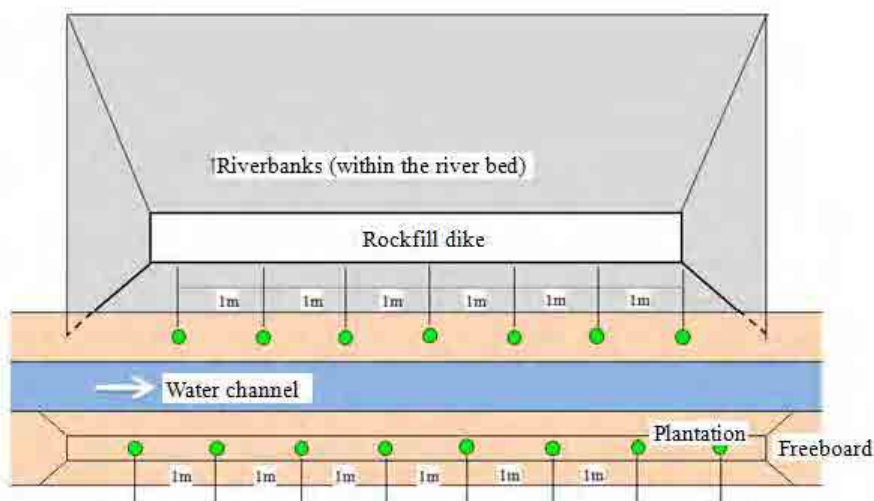 ↑Riverbanks (within the river bed)
Rockfill dike
1m 1m 1m 1m 1m 1m
Water channel
Plantation
Freeboard
1m 1m 1m 1m 1m 1m